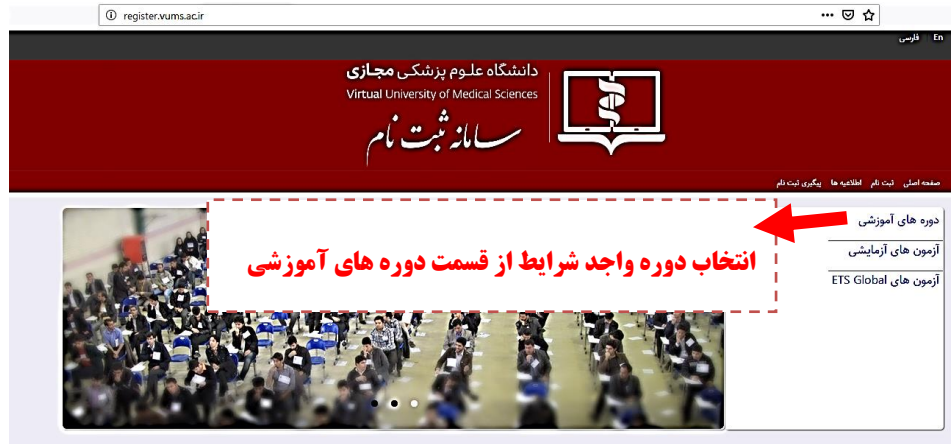 register.vums.ac.ir
En فارسی
دانشگاه علوم پزشکی مجازی
Virtual University of Medical Sciences
سامانه ثبت نام
صفحه اصلی ثبت نام اطلاعیه ها پیگیری ثبت نام
دوره های آموزشی
آزمون های آزمایشی
آزمون های ETS Global
انتخاب دوره واجد شرایط از قسمت دوره های آموزشی